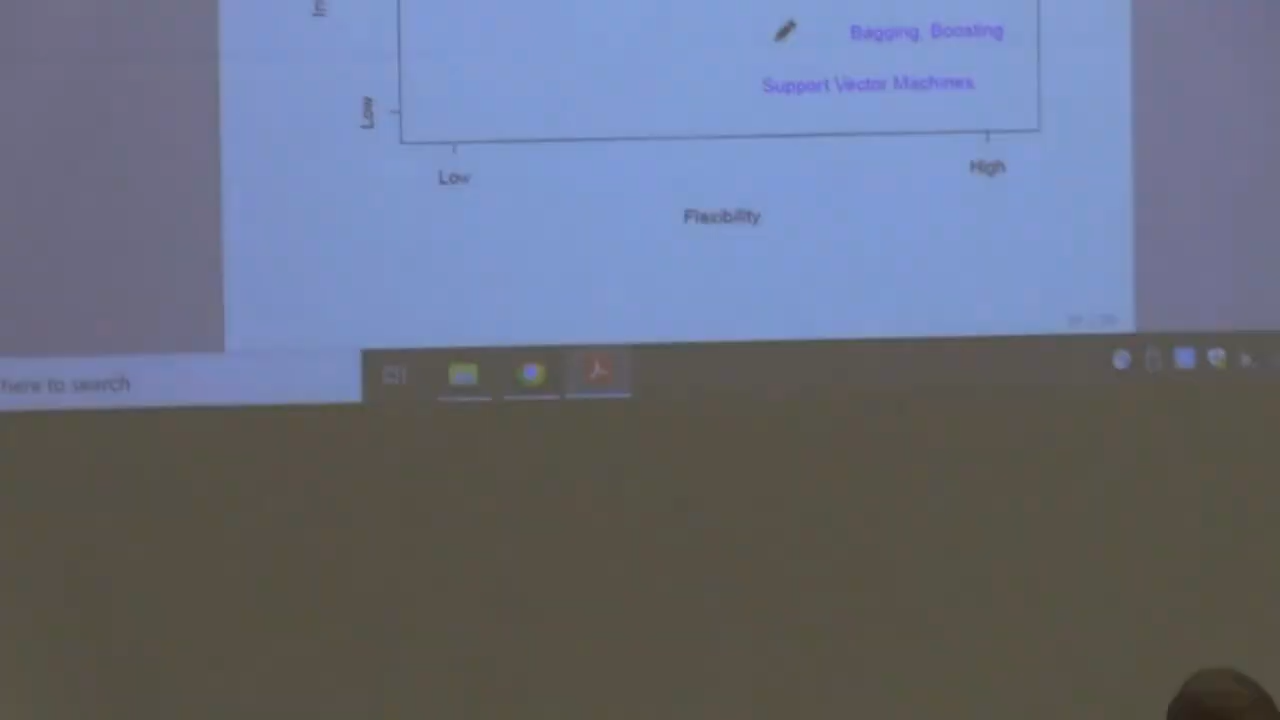 Bagging, Boosting
Support Vector Machines
Low
Low
High
Flexibility
here to search